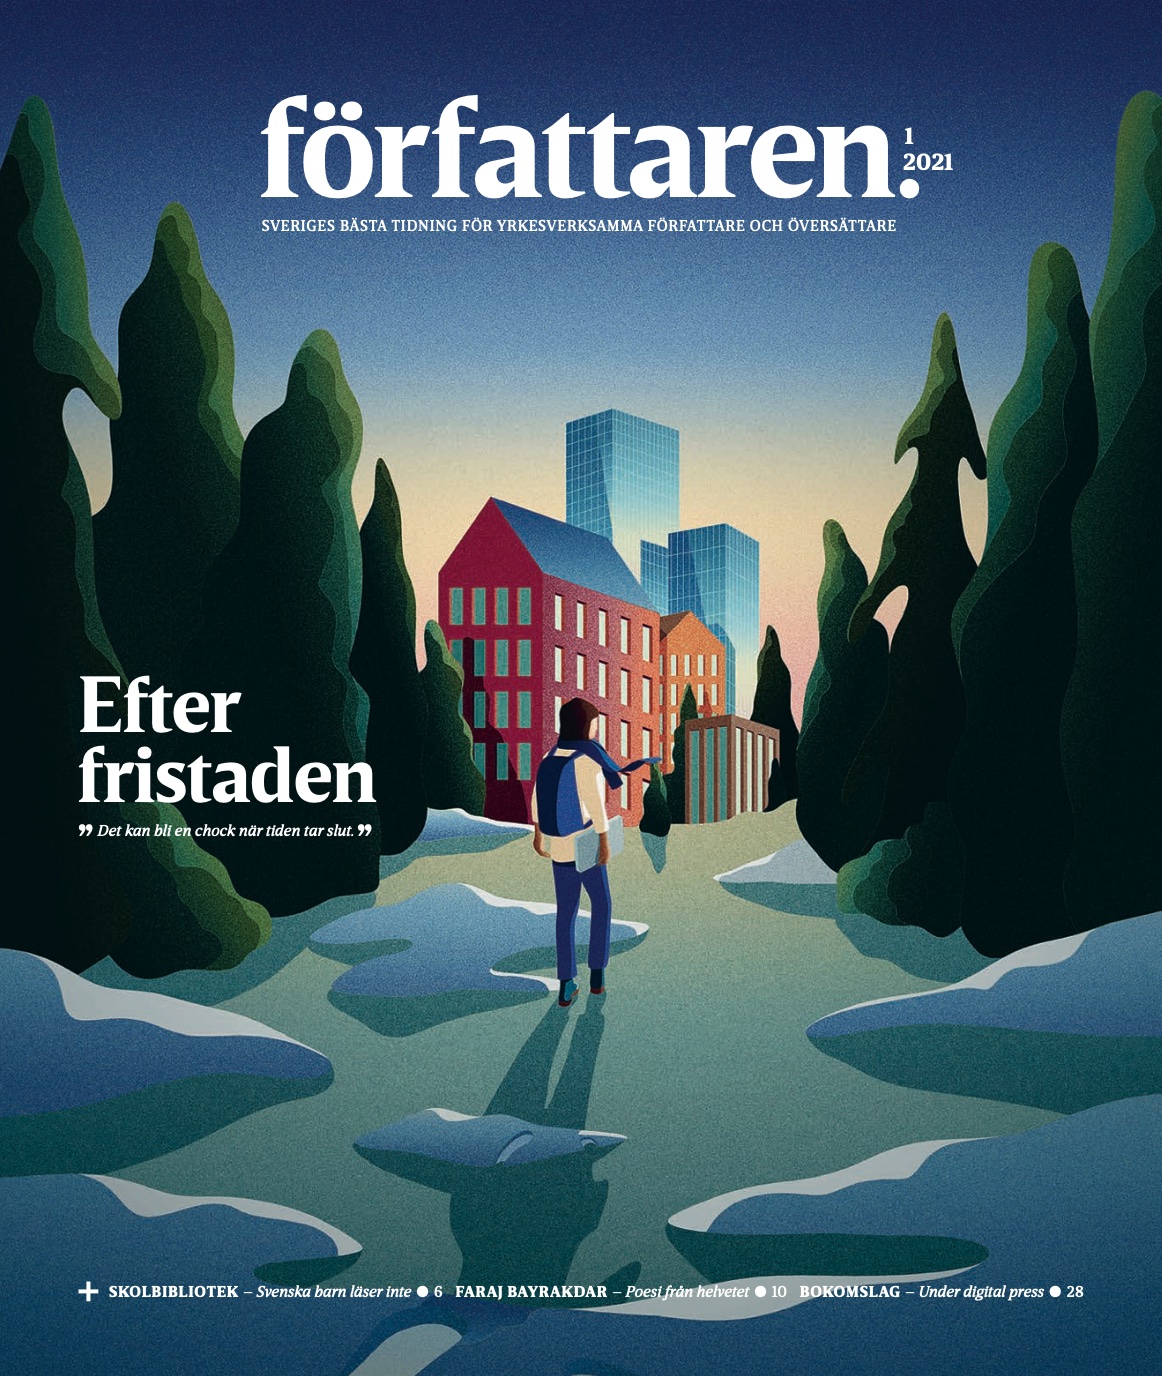 författaren.
1
2021
SVERIGES BÄSTA TIDNING FÖR YRKESVERKSAMMA FÖRFATTARE OCH ÖVERSÄTTARE
Efter
fristaden
”Det kan bli en chock när tiden tar slut.”
+ SKOLBIBLIOTEK – Svenska barn läser inte ● 6 FARAJ BAYRAKDAR – Poesi från helvetet ● 10 BOKOMSLAG – Under digital press ● 28